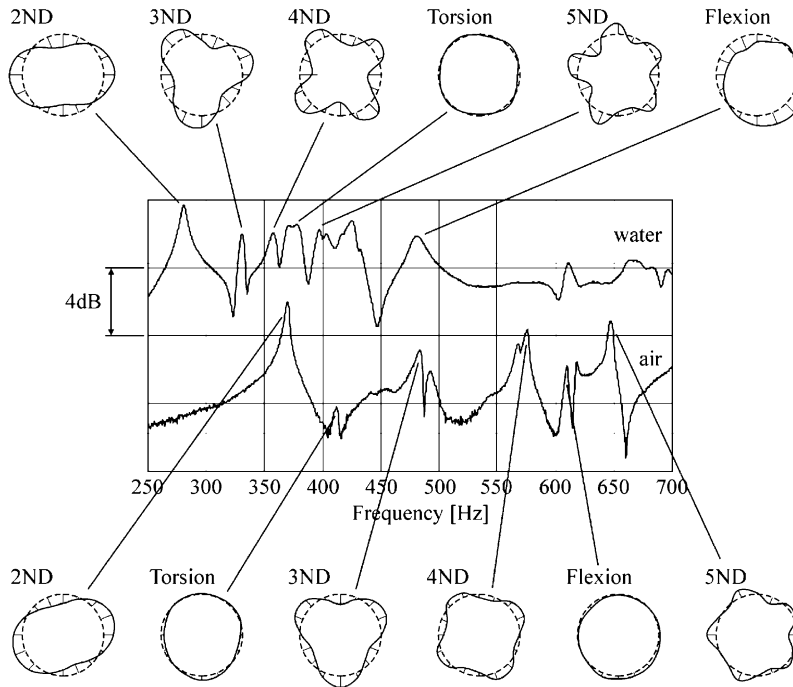 2ND 3ND 4ND Torsion 5ND Flexion
water
4dB
air
250 300 350 400 450 500 550 600 650 700
Frequency [Hz]
2ND Torsion 3ND 4ND Flexion 5ND